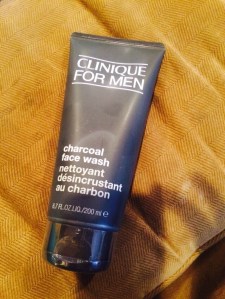 CLINIQUE
FOR MEN
charcoal
face wash
nettoyant
désincrustant
au charbon
6.7 FL.OZ.LIQ./200 ml e